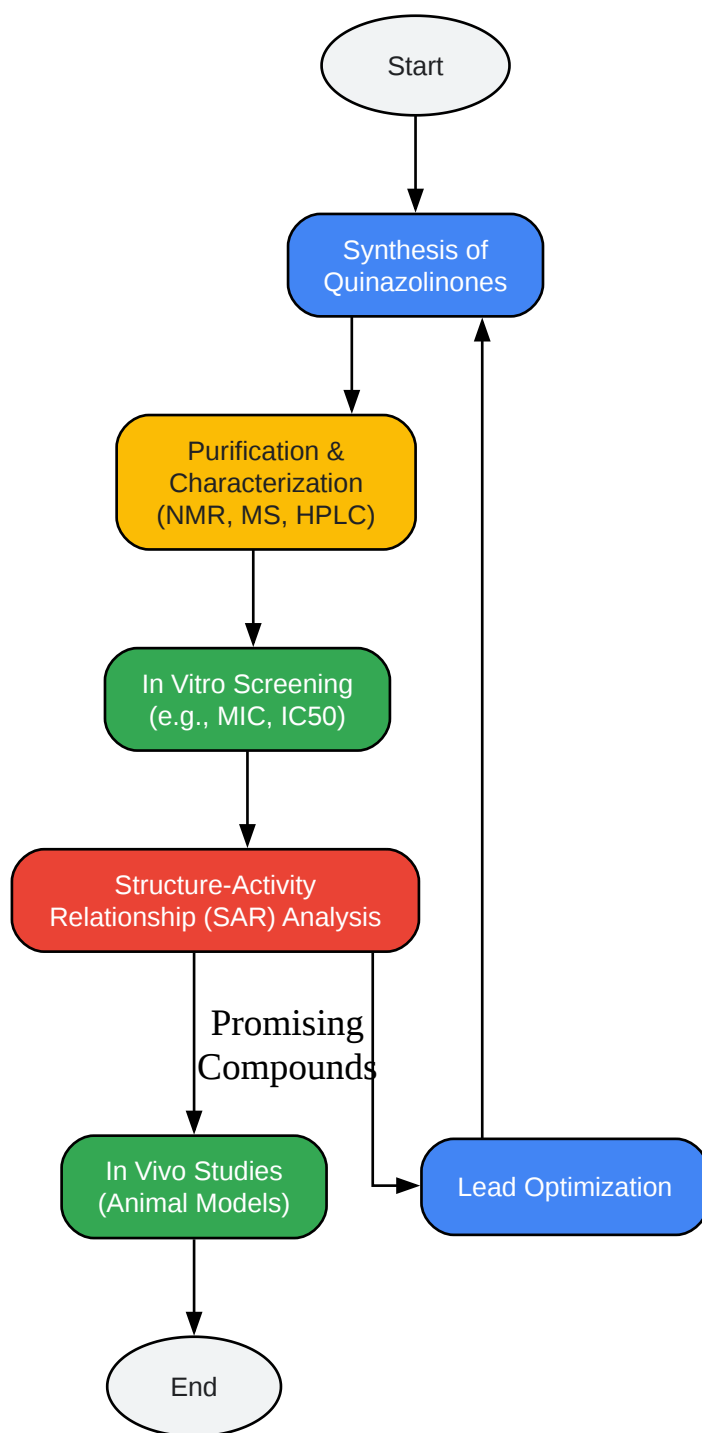 Start
Synthesis of
Quinazolinones
Purification &
Characterization
(NMR, MS, HPLC)
In Vitro Screening
(e.g., MIC, IC50)
Structure-Activity
Relationship (SAR) Analysis
Promising
Compounds
In Vivo Studies
(Animal Models)
Lead Optimization
End